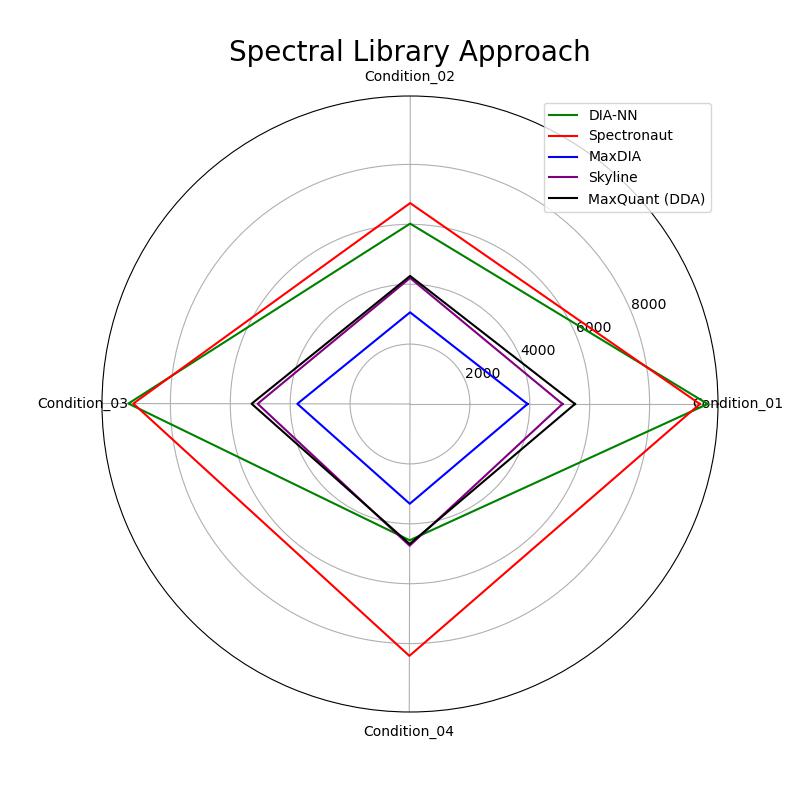 Spectral Library Approach
Condition_02
DIA-NN
Spectronaut
MaxDIA
Skyline
MaxQuant (DDA)
8000
6000
4000
2000
Condition_03
Condition_01
Condition_04